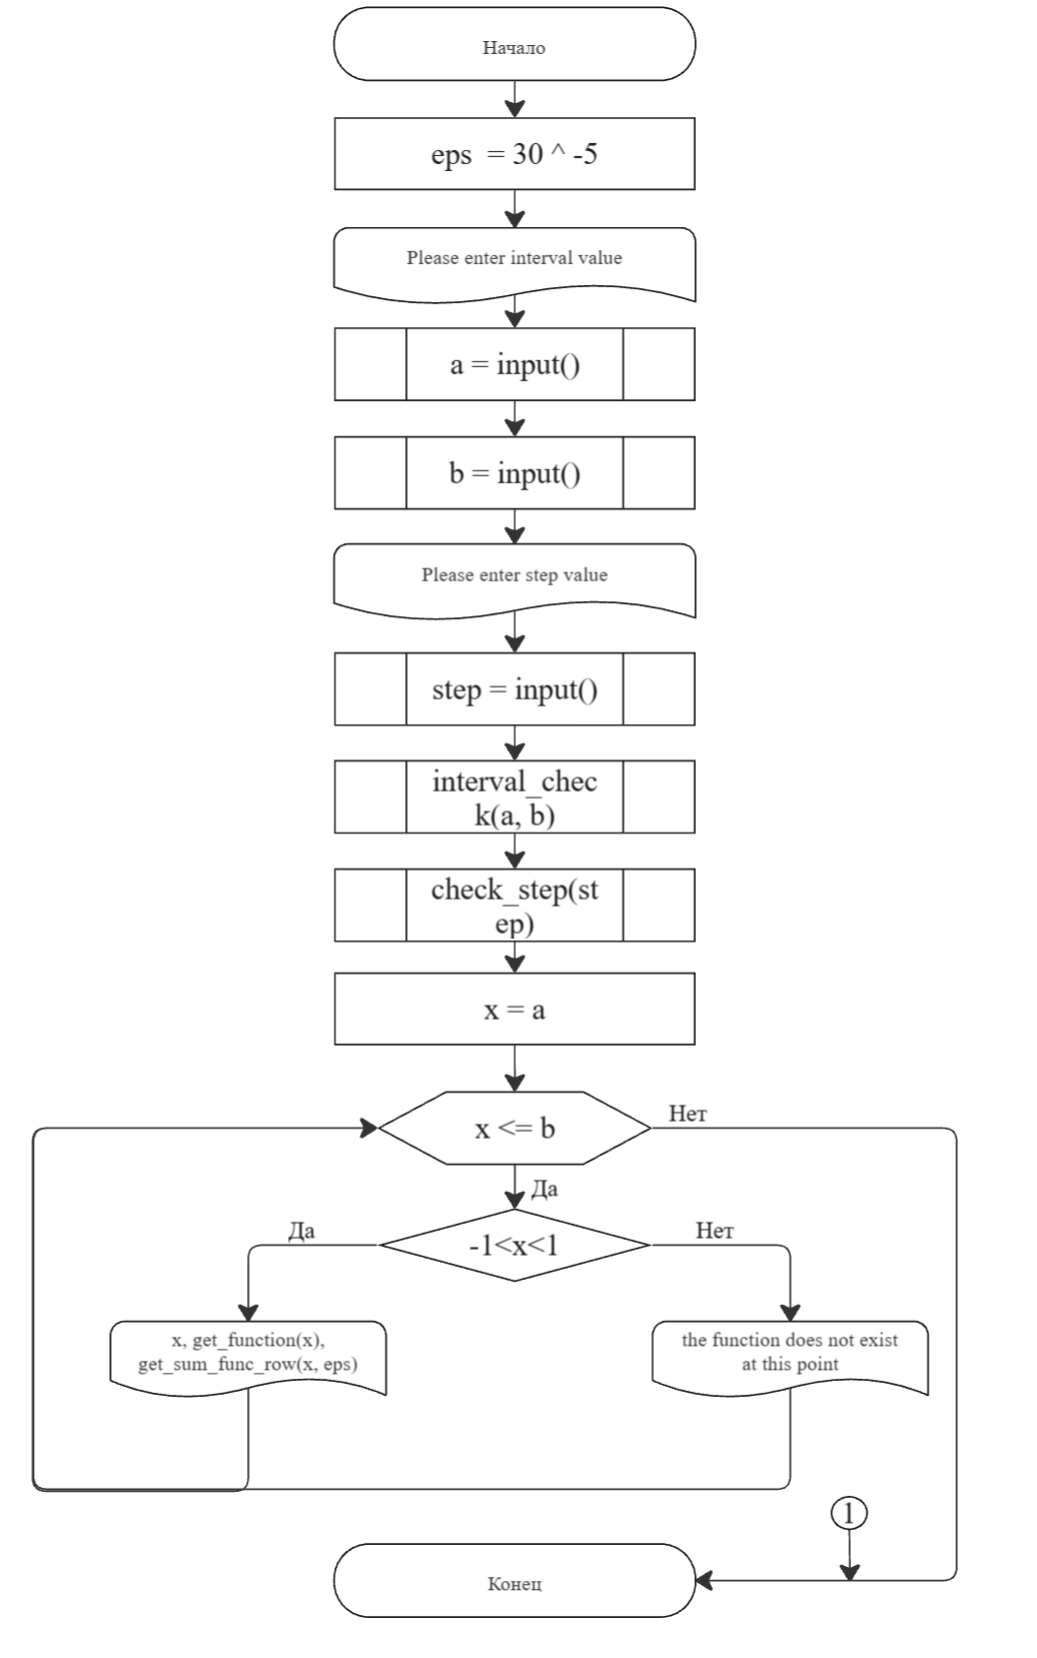 Начало
eps = 30 ^ -5
Please enter interval value
a = input()
b = input()
Please enter step value
step = input()
interval_chec
k(a, b)
check_step(st
ep)
x = a
x <= b
Нет
Да
-1<x<1
Да
Нет
x, get_function(x),
get_sum_func_row(x, eps)
the function does not exist
at this point
1
Конец